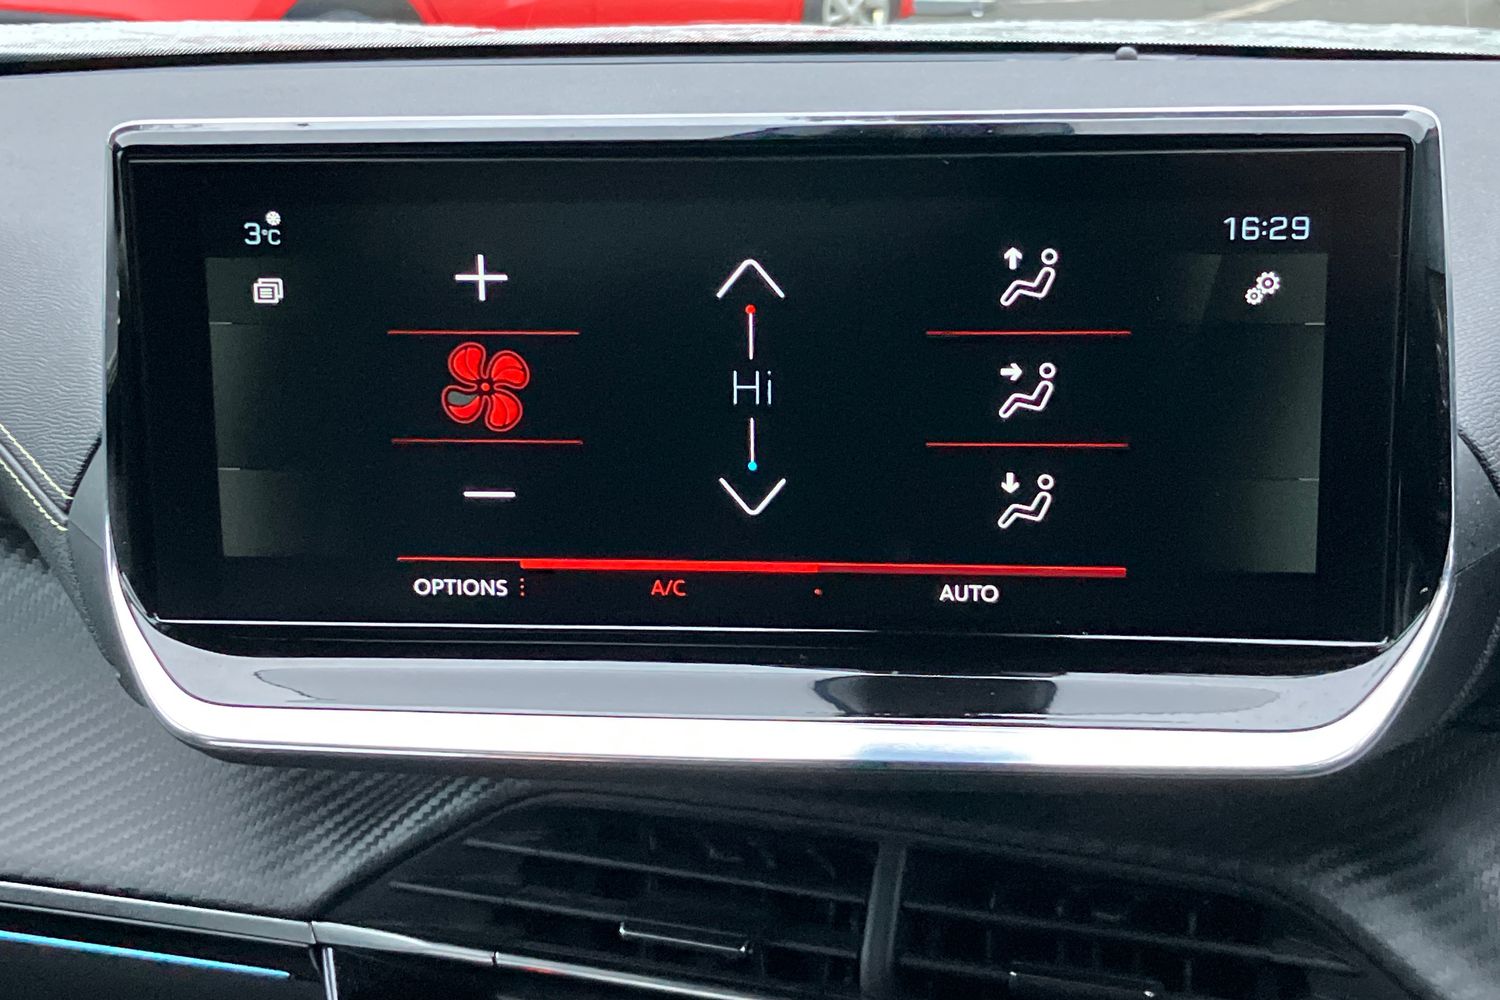 3°C
16:29
Hi
OPTIONS
A/C
AUTO